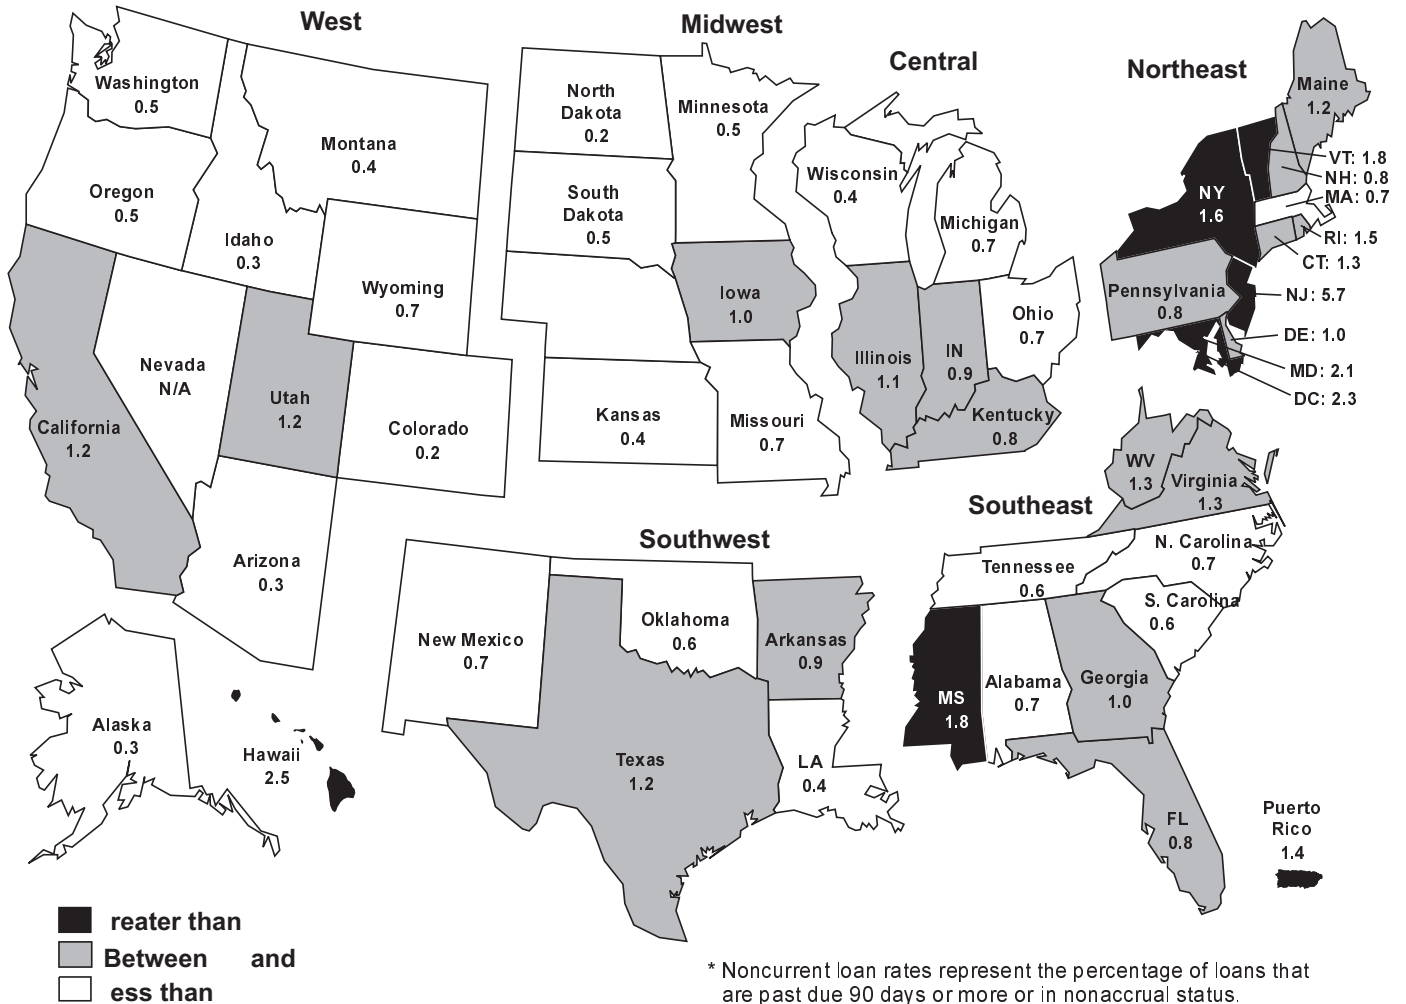 West
Midwest
Central
Northeast
Washington
0.5
Oregon
0.5
Montana
0.4
Idaho
0.3
Wyoming
0.7
Nevada
N/A
Utah
1.2
Colorado
0.2
California
1.2
Arizona
0.3
Alaska
0.3
Hawaii
2.5
North
Dakota
0.2
Minnesota
0.5
South
Dakota
0.5
Iowa
1.0
Kansas
0.4
Missouri
0.7
Wisconsin
0.4
Michigan
0.7
Illinois
1.1
IN
0.9
Ohio
0.7
Kentucky
0.8
Maine
1.2
VT: 1.8
NH: 0.8
MA: 0.7
NY
1.6
RI: 1.5
CT: 1.3
Pennsylvania
0.8
NJ: 5.7
DE: 1.0
MD: 2.1
DC: 2.3
Southwest
New Mexico
0.7
Oklahoma
0.6
Arkansas
0.9
Texas
1.2
LA
0.4
Southeast
WV
1.3
Virginia
1.3
N. Carolina
0.7
Tennessee
0.6
S. Carolina
0.6
MS
1.8
Alabama
0.7
Georgia
1.0
FL
0.8
Puerto
Rico
1.4
reater than
Between and
ess than
* Noncurrent loan rates represent the percentage of loans that
are past due 90 days or more or in nonaccrual status.